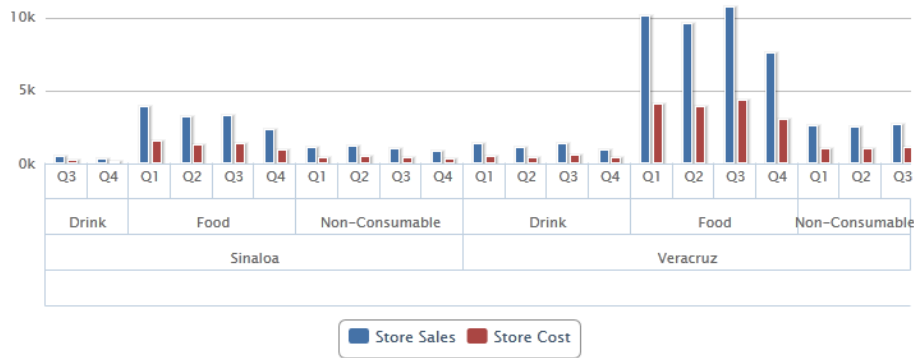 10k
5k
0k
Q3 Q4 Q1 Q2 Q3 Q4 Q1 Q2 Q3 Q4 Q1 Q2 Q3 Q4 Q1 Q2 Q3 Q4 Q1 Q2 Q3
Drink Food Non-Consumable Drink Food Non-Consumable
Sinaloa Veracruz
Store Sales Store Cost